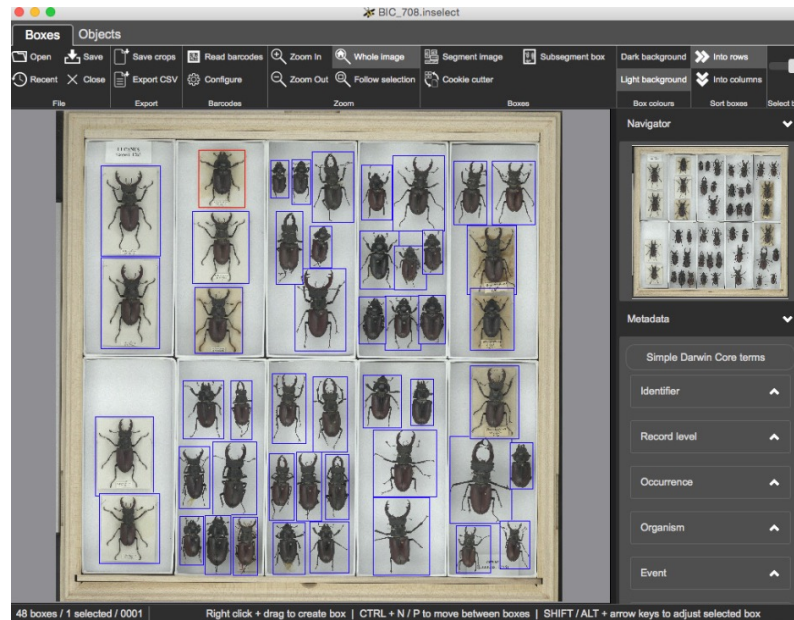 BIC_708.inselect
Boxes Objects
Open Save Save crops Read barcodes Zoom In Whole image Segment image Subsegment box Dark background Into rows
Recent Close Export CSV Configure Zoom Out Follow selection Cookie cutter Light background Into columns
File Export Barcodes Zoom Boxes Box colours Sort boxes Select
Navigator
Metadata
Simple Darwin Core terms
Identifier
Record level
Occurrence
Organism
Event
48 boxes / 1 selected / 0001 Right click + drag to create box | CTRL + N / P to move between boxes | SHIFT / ALT + arrow keys to adjust selected box